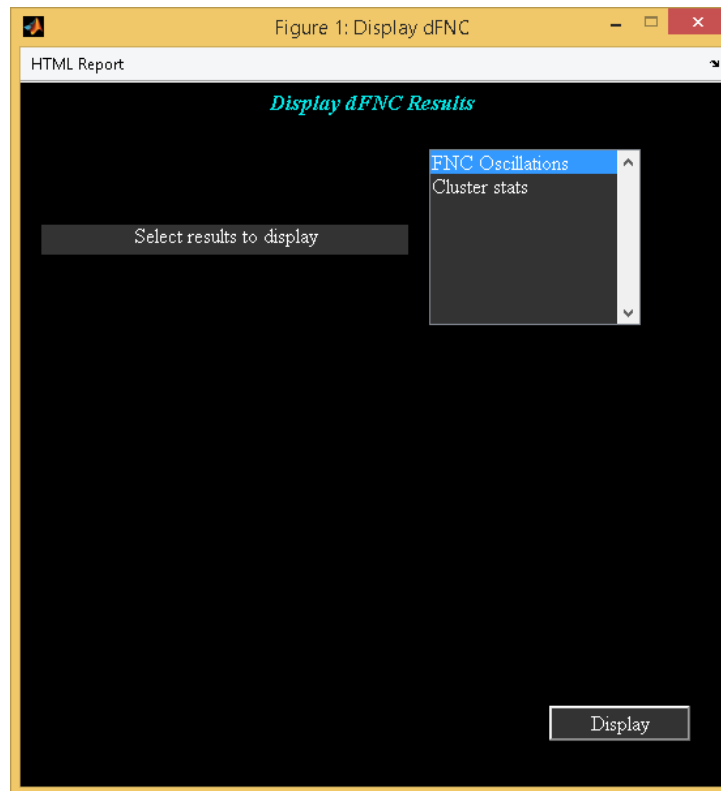 Figure 1: Display dFNC
HTML Report
Display dFNC Results
FNC Oscillations
Cluster stats
Select results to display
Display